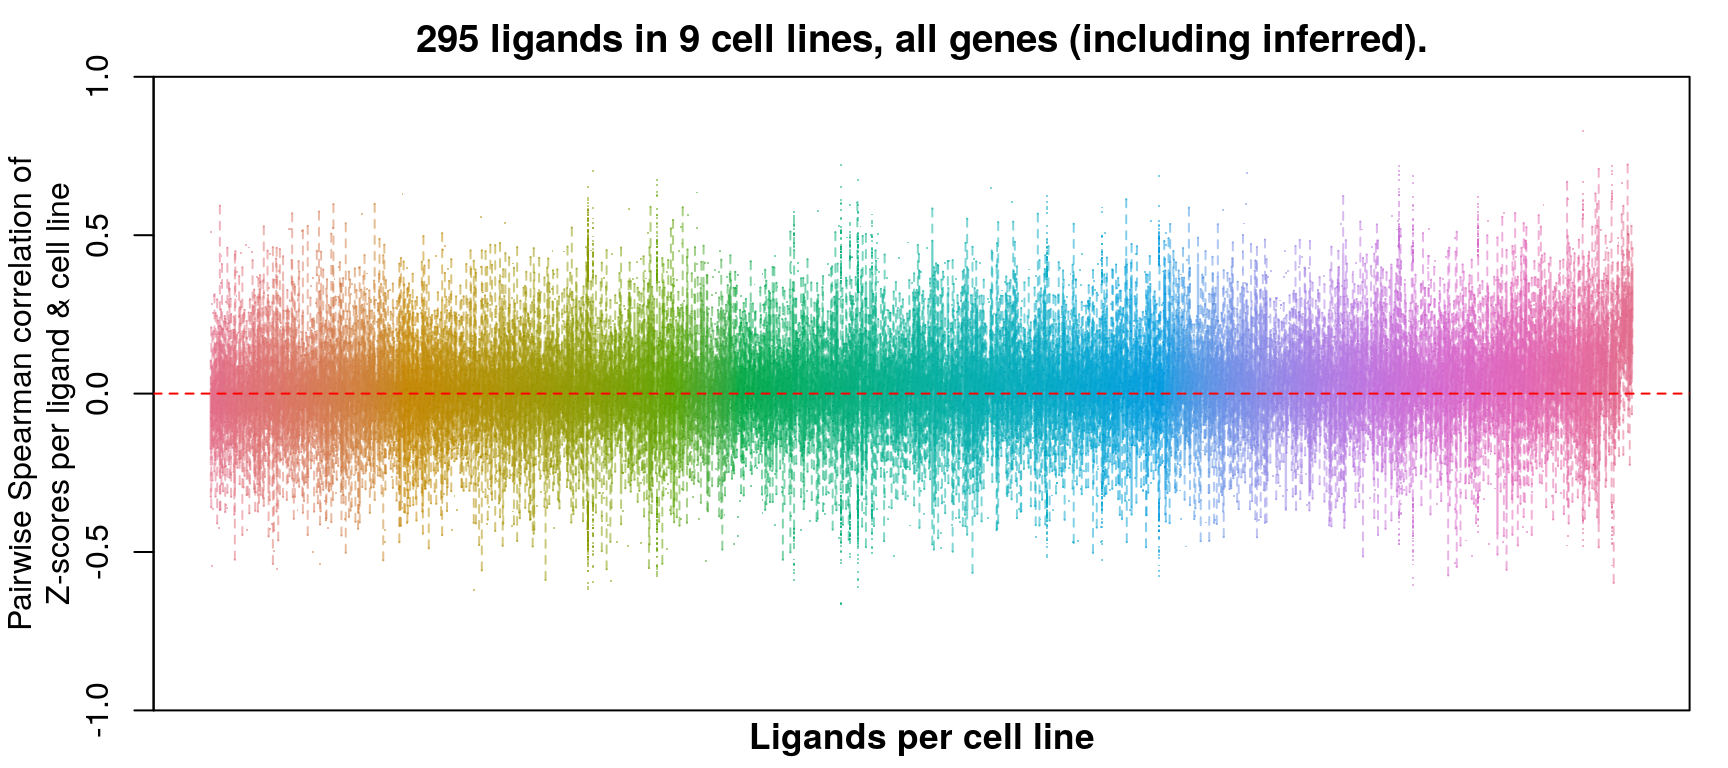 295 ligands in 9 cell lines, all genes (including inferred).
Pairwise Spearman correlation of
Z-scores per ligand & cell line
1.0
0.5
0.0
-0.5
-1.0
Ligands per cell line